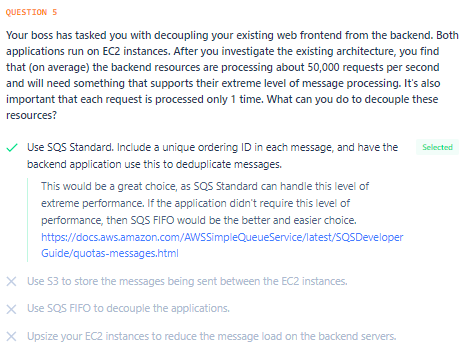 QUESTION 5
Your boss has tasked you with decoupling your existing web frontend from the backend. Both
applications run on EC2 instances. After you investigate the existing architecture, you find
that (on average) the backend resources are processing about 50,000 requests per second
and will need something that supports their extreme level of message processing. It's also
important that each request is processed only 1 time. What can you do to decouple these
resources?
Use SQS Standard. Include a unique ordering ID in each message, and have the
Selected
backend application use this to deduplicate messages.
This would be a great choice, as SQS Standard can handle this level of
extreme performance. If the application didn't require this level of
performance, then SQS FIFO would be the better and easier choice.
https://docs.aws.amazon.com/AWSSimpleQueueService/latest/SQSDeveloper
Guide/quotas-messages.html
Use S3 to store the messages being sent between the EC2 instances.
Use SQS FIFO to decouple the applications.
Upsize your EC2 instances to reduce the message load on the backend servers.